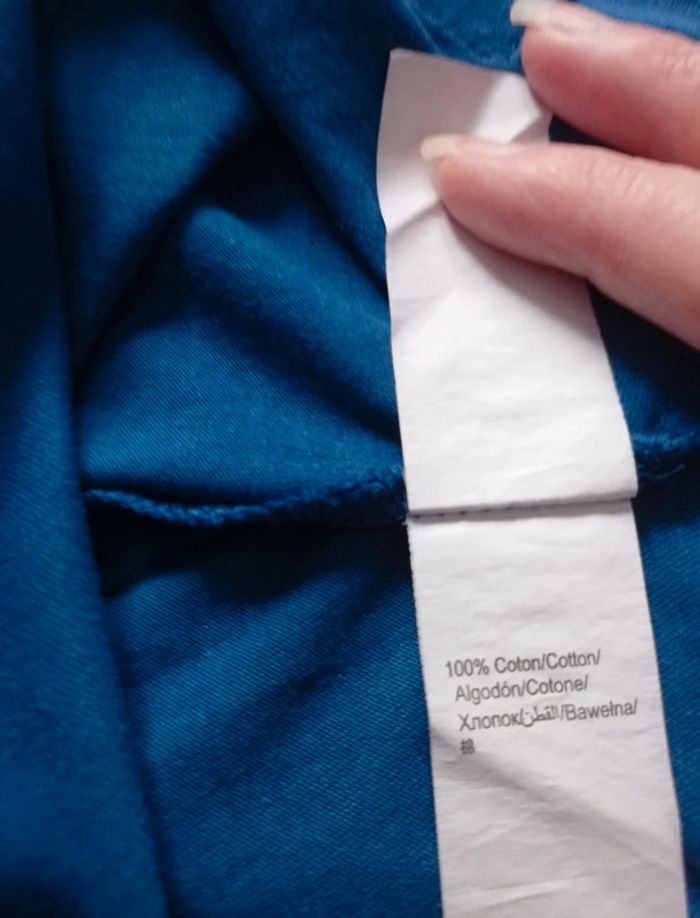 100% Coton/Cotton/
Algodón/Cotone/
Хлопок/القطن/Bawełna/
棉